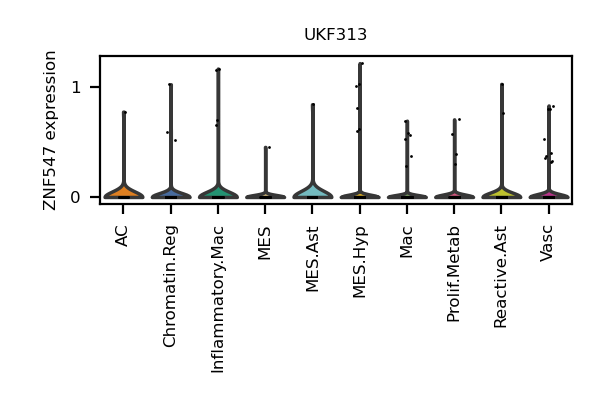 UKF313
ZNF547 expression
1
0
AC
Chromatin.Reg
Inflammatory.Mac
MES
MES.Ast
MES.Hyp
Mac
Prolif.Metab
Reactive.Ast
Vasc